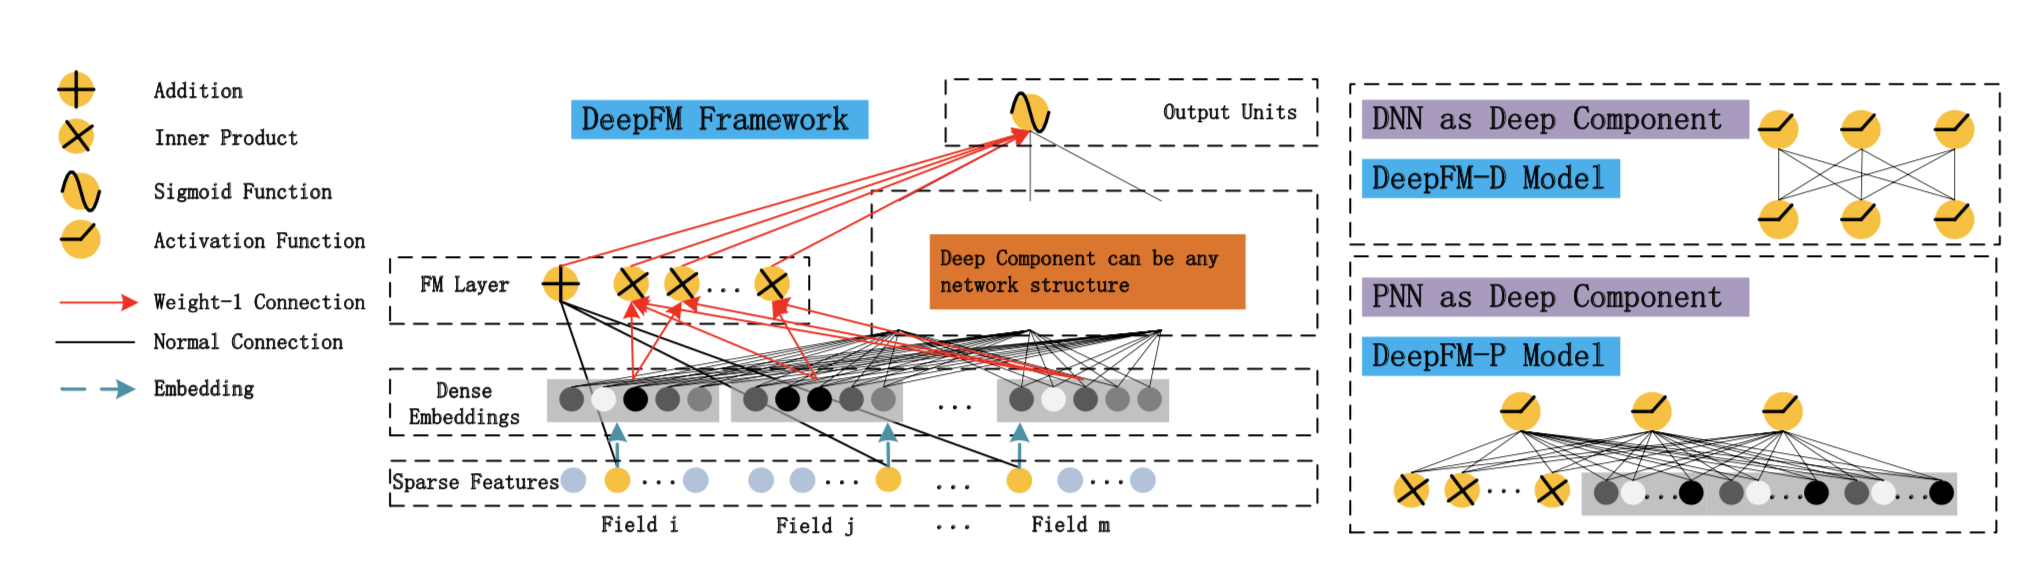 Addition
Inner Product
Sigmoid Function
Activation Function
Weight-1 Connection
Normal Connection
Embedding
DeepFM Framework
Output Units
Deep Component can be any
network structure
FM Layer
...
Dense
Embeddings
...
Sparse Features
... ... ... ...
Field i Field j ... Field m
DNN as Deep Component
DeepFM-D Model
PNN as Deep Component
DeepFM-P Model
... ... ... ...